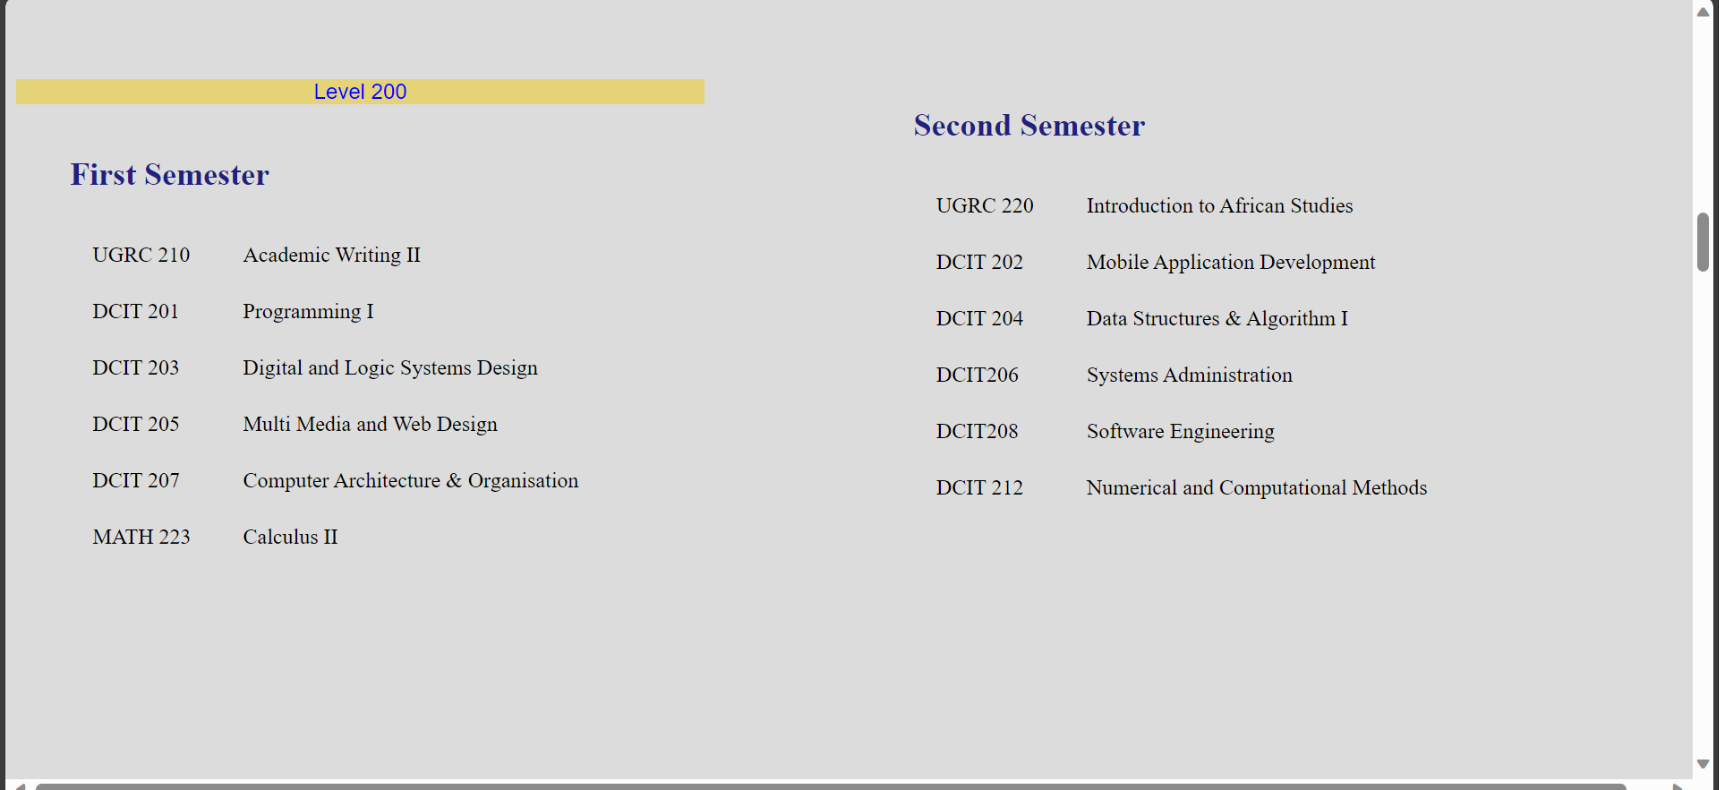 Level 200
First Semester
UGRC 210 Academic Writing II
DCIT 201 Programming I
DCIT 203 Digital and Logic Systems Design
DCIT 205 Multi Media and Web Design
DCIT 207 Computer Architecture & Organisation
MATH 223 Calculus II
Second Semester
UGRC 220 Introduction to African Studies
DCIT 202 Mobile Application Development
DCIT 204 Data Structures & Algorithm I
DCIT206 Systems Administration
DCIT208 Software Engineering
DCIT 212 Numerical and Computational Methods